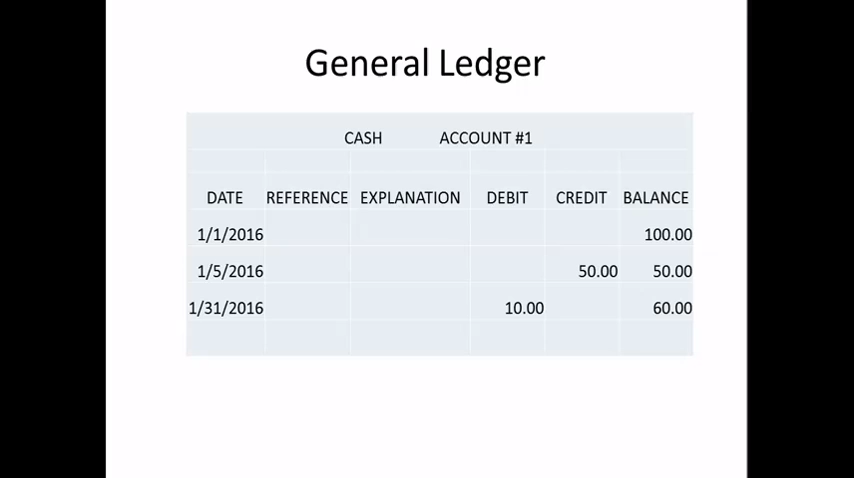 General Ledger
CASH ACCOUNT #1
DATE REFERENCE EXPLANATION DEBIT CREDIT BALANCE
1/1/2016 100.00
1/5/2016 50.00 50.00
1/31/2016 10.00 60.00